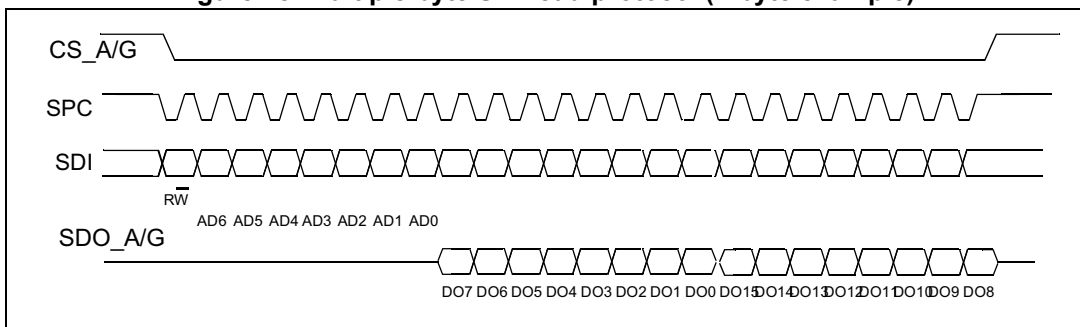 CS_A/G
SPC
SDI
RW
AD6 AD5 AD4 AD3 AD2 AD1 AD0
SDO_A/G
DO7 DO6 DO5 DO4 DO3 DO2 DO1 DO0 DO15 DO14 DO13 DO12 DO11 DO10 DO9 DO8